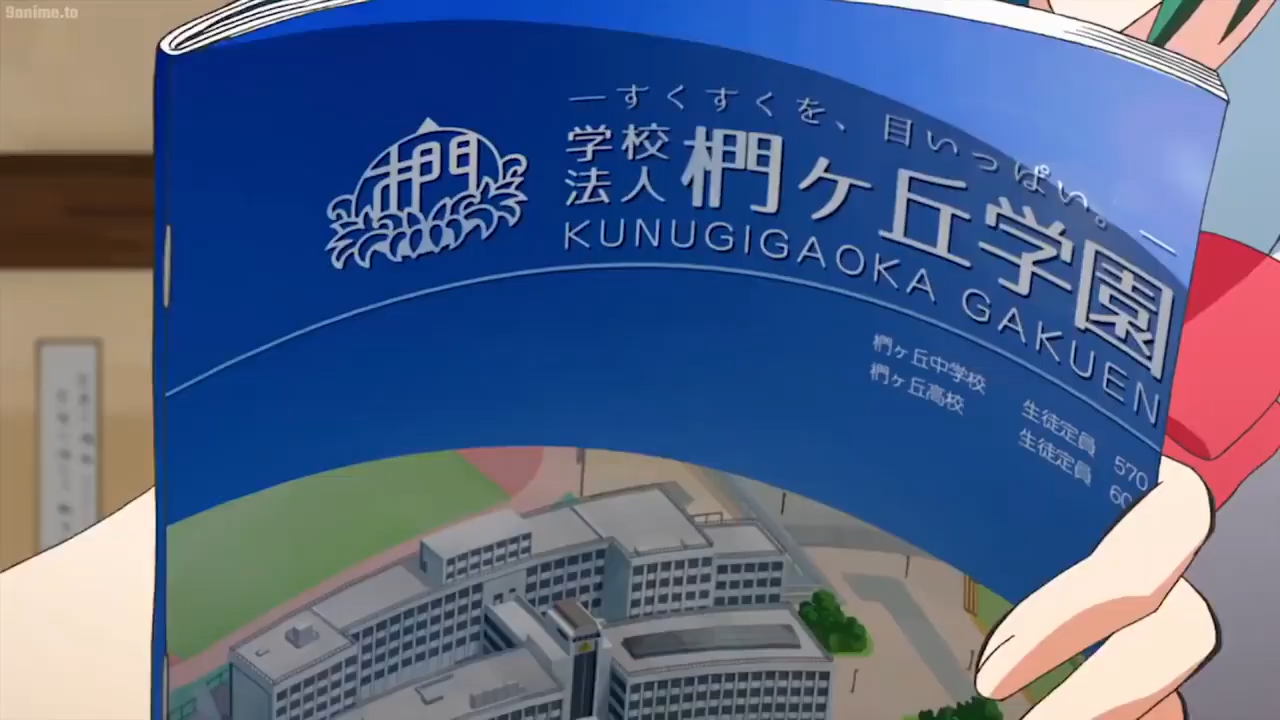 9anime.to
―すくすくを、目いっぱい。―
学校法人 椚ヶ丘学園
KUNUGIGAOKA GAKUEN
椚ヶ丘中学校 生徒定員 570
椚ヶ丘高校 生徒定員 60
椚